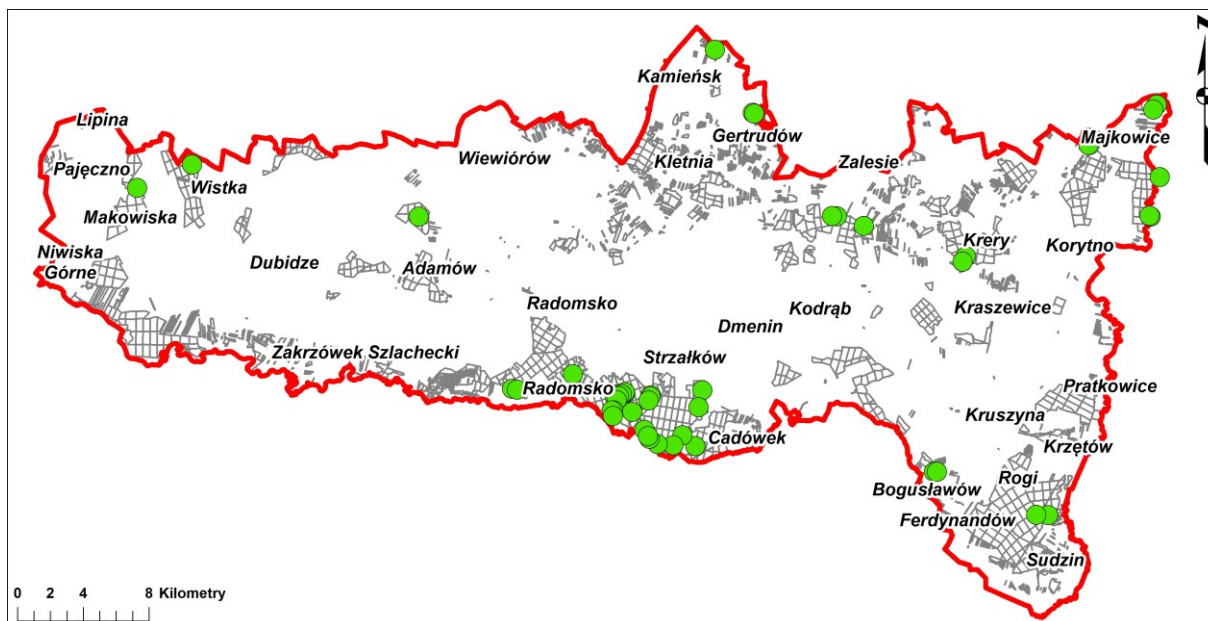 N
Kamieńsk
Lipina
Gertrudów
Majkowice
Wiewiórów
Kletnia
Zalesie
Pajęczno
Wistka
Makowiska
Krery
Korytno
Niwiska
Górne
Dubidze
Adamów
Radomsko
Kodrąb
Kraszewice
Dmenin
Zakrzówek Szlachecki
Strzałków
Radomsko
Pratkowice
Kruszyna
Cadówek
Krzętów
Rogi
Bogusławów
Ferdynandów
Sudzin
0 2 4 8 Kilometry